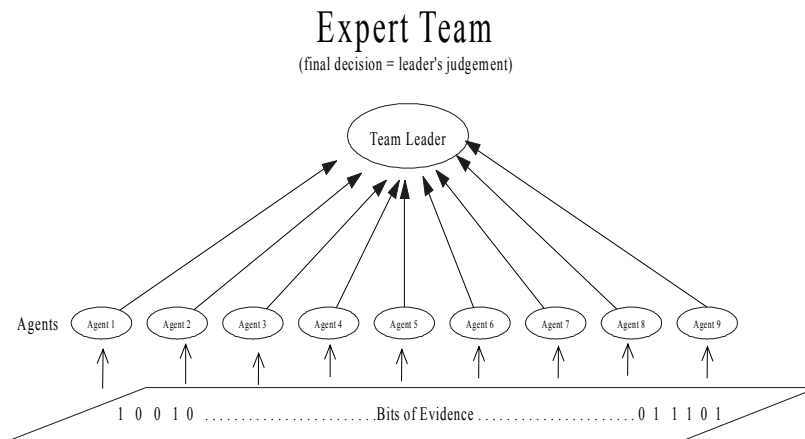 Expert Team
(final decision = leader's judgement)
Team Leader
Agents Agent 1 Agent 2 Agent 3 Agent 4 Agent 5 Agent 6 Agent 7 Agent 8 Agent 9
1 0 0 1 0 . . . . . . . . . . . . . . . . . . . . . . . . Bits of Evidence . . . . . . . . . . . . . . . . . . . . . . 0 1 1 1 0 1